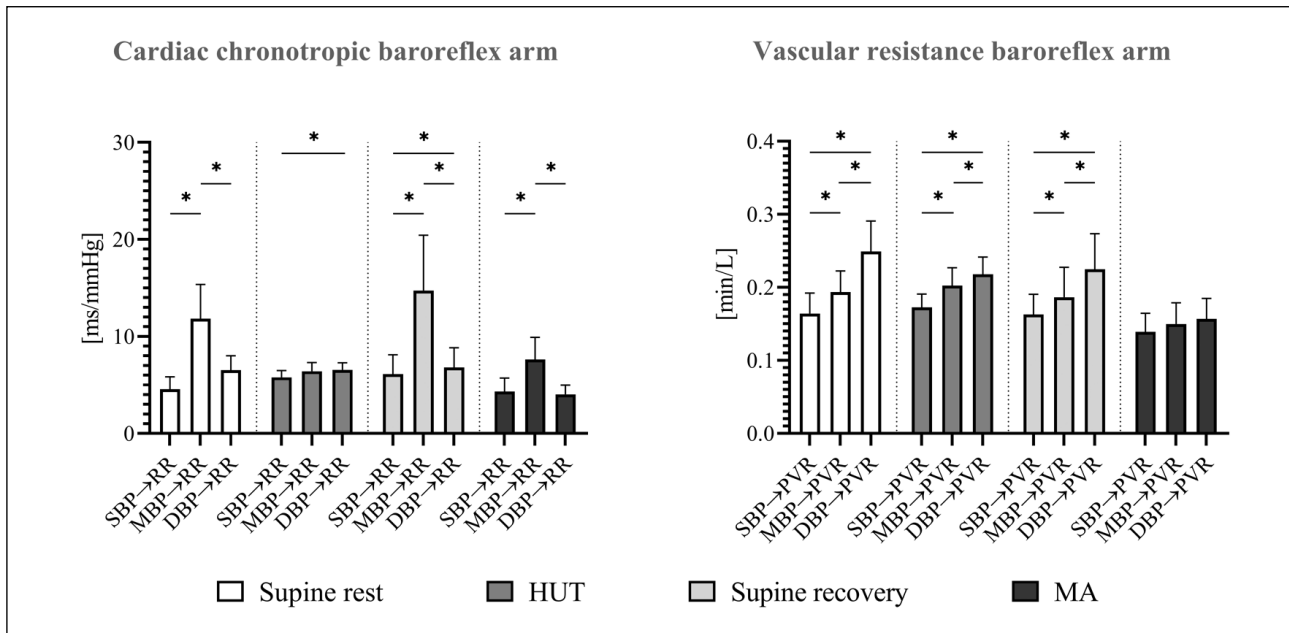 Cardiac chronotropic baroreflex arm
Vascular resistance baroreflex arm
[ms/mmHg]
30
20
10
0
* * * * * * * *
SBP→RR
MBP→RR
DBP→RR
SBP→RR
MBP→RR
DBP→RR
SBP→RR
MBP→RR
DBP→RR
SBP→RR
MBP→RR
DBP→RR
[min/L]
0.4
0.3
0.2
0.1
0.0
* * * * * * * * *
SBP→PVR
MBP→PVR
DBP→PVR
SBP→PVR
MBP→PVR
DBP→PVR
SBP→PVR
MBP→PVR
DBP→PVR
SBP→PVR
MBP→PVR
DBP→PVR
Supine rest
HUT
Supine recovery
MA